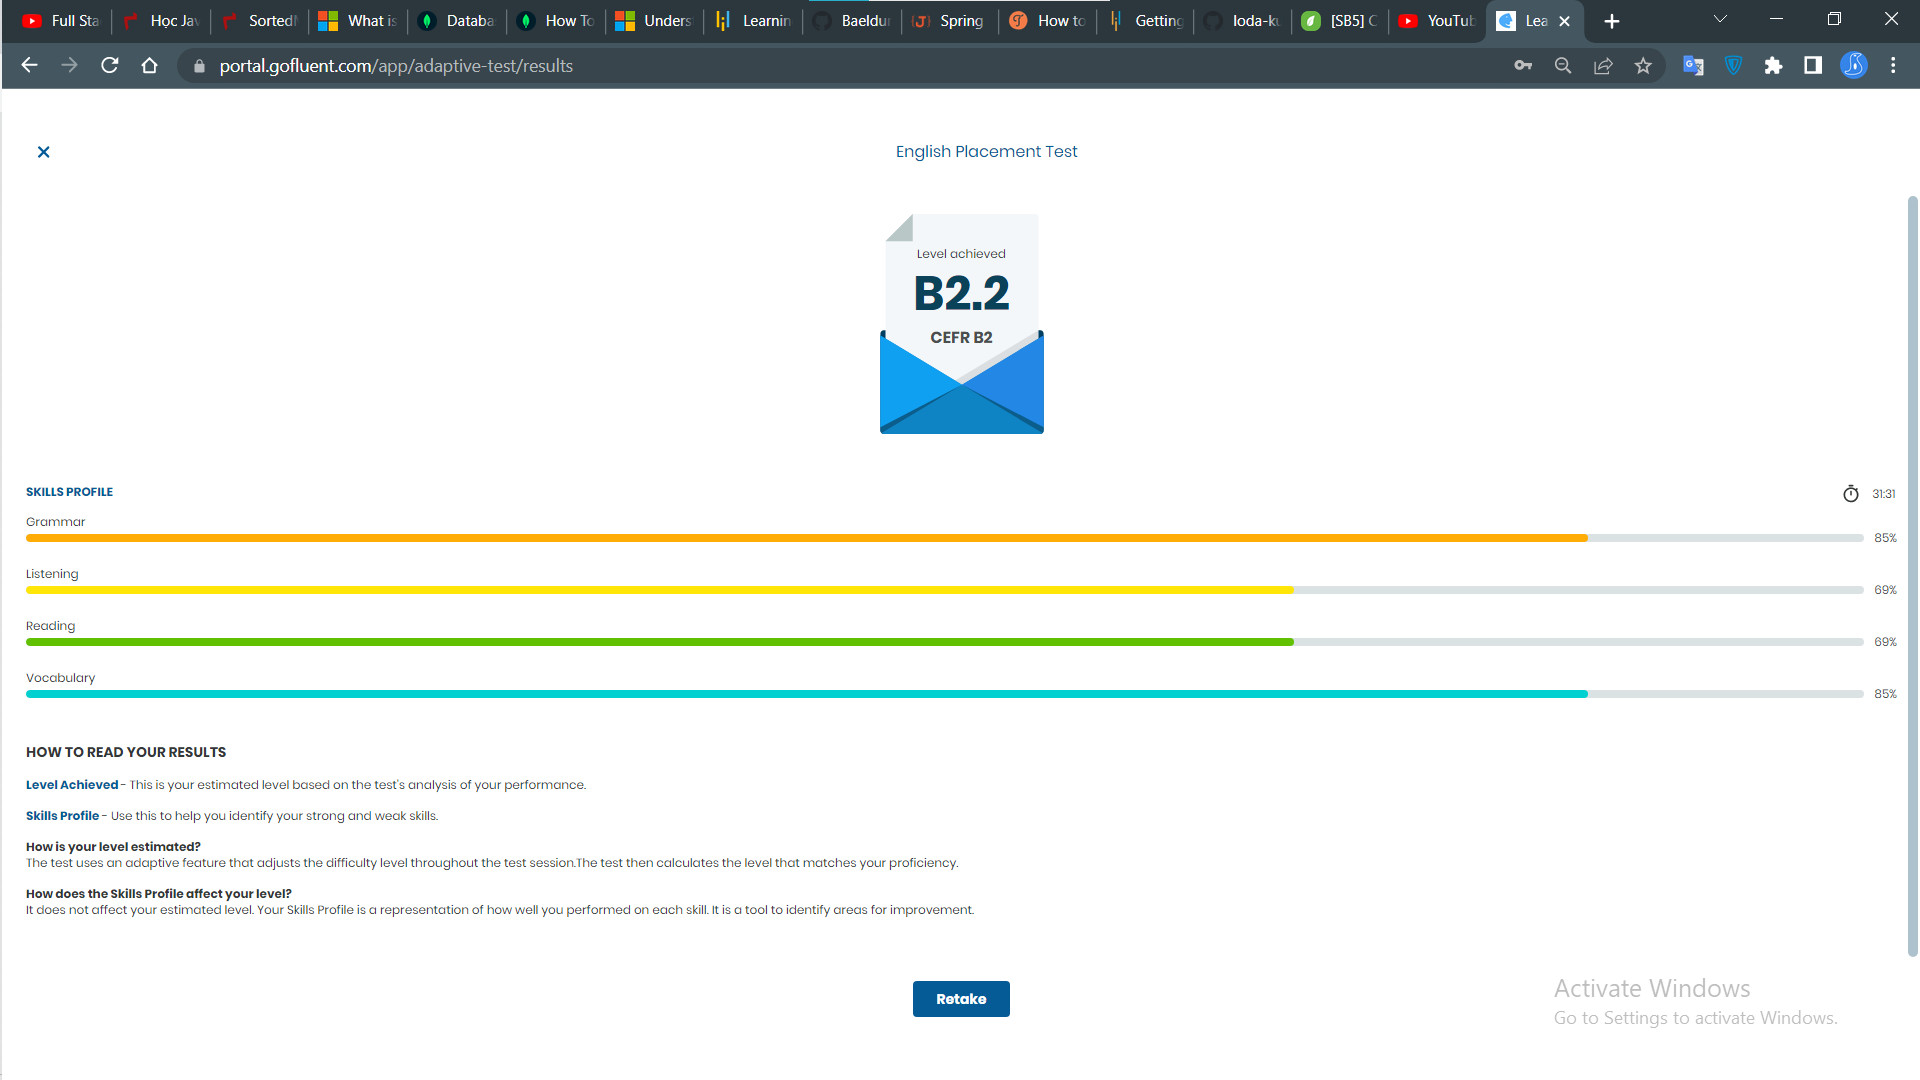 Full Sta
Học Jav
Sorted
What is
Databa
How To
Unders
Learnin
Baeldur
Spring
How to
Getting
loda-ku
[SB5] C
YouTub
Lea
portal.gofluent.com/app/adaptive-test/results
English Placement Test
Level achieved
B2.2
CEFR B2
SKILLS PROFILE
31:31
Grammar
85%
Listening
69%
Reading
69%
Vocabulary
85%
HOW TO READ YOUR RESULTS
Level Achieved - This is your estimated level based on the test's analysis of your performance.
Skills Profile - Use this to help you identify your strong and weak skills.
How is your level estimated?
The test uses an adaptive feature that adjusts the difficulty level throughout the test session.The test then calculates the level that matches your proficiency.
How does the Skills Profile affect your level?
It does not affect your estimated level. Your Skills Profile is a representation of how well you performed on each skill. It is a tool to identify areas for improvement.
Retake
Activate Windows
Go to Settings to activate Windows.